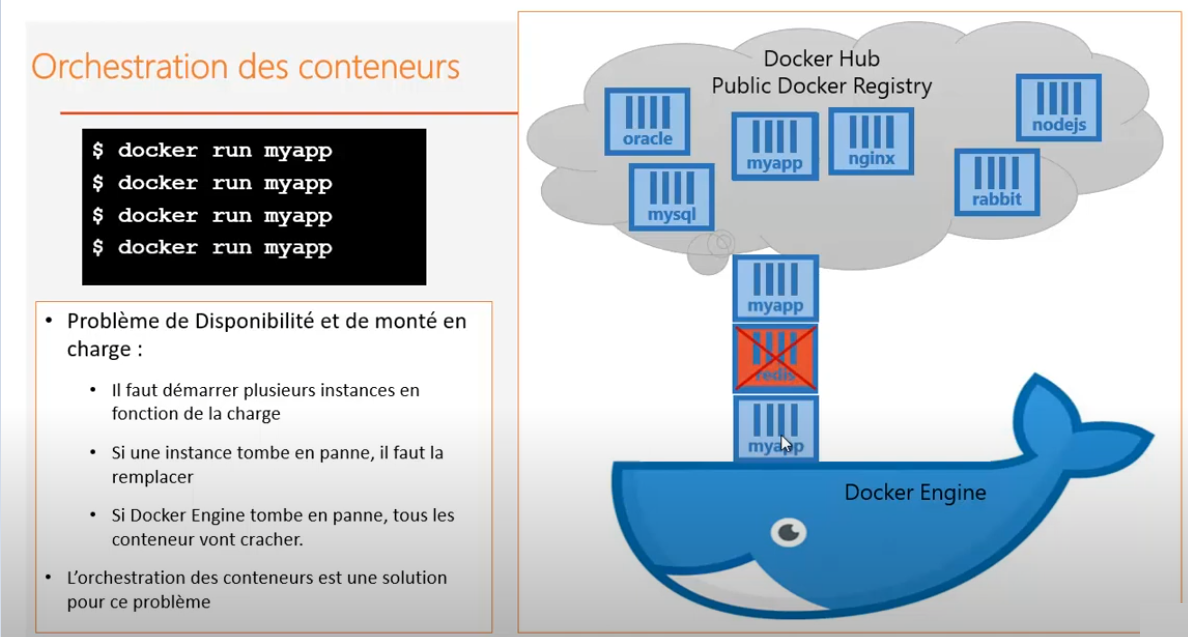 Orchestration des conteneurs
$ docker run myapp
$ docker run myapp
$ docker run myapp
$ docker run myapp
• Problème de Disponibilité et de monté en
charge :
• Il faut démarrer plusieurs instances en
fonction de la charge
• Si une instance tombe en panne, il faut la
remplacer
• Si Docker Engine tombe en panne, tous les
conteneur vont cracher.
• L'orchestration des conteneurs est une solution
pour ce problème
Docker Hub
Public Docker Registry
oracle
myapp
nginx
nodejs
mysql
rabbit
myapp
redis
myapp
Docker Engine